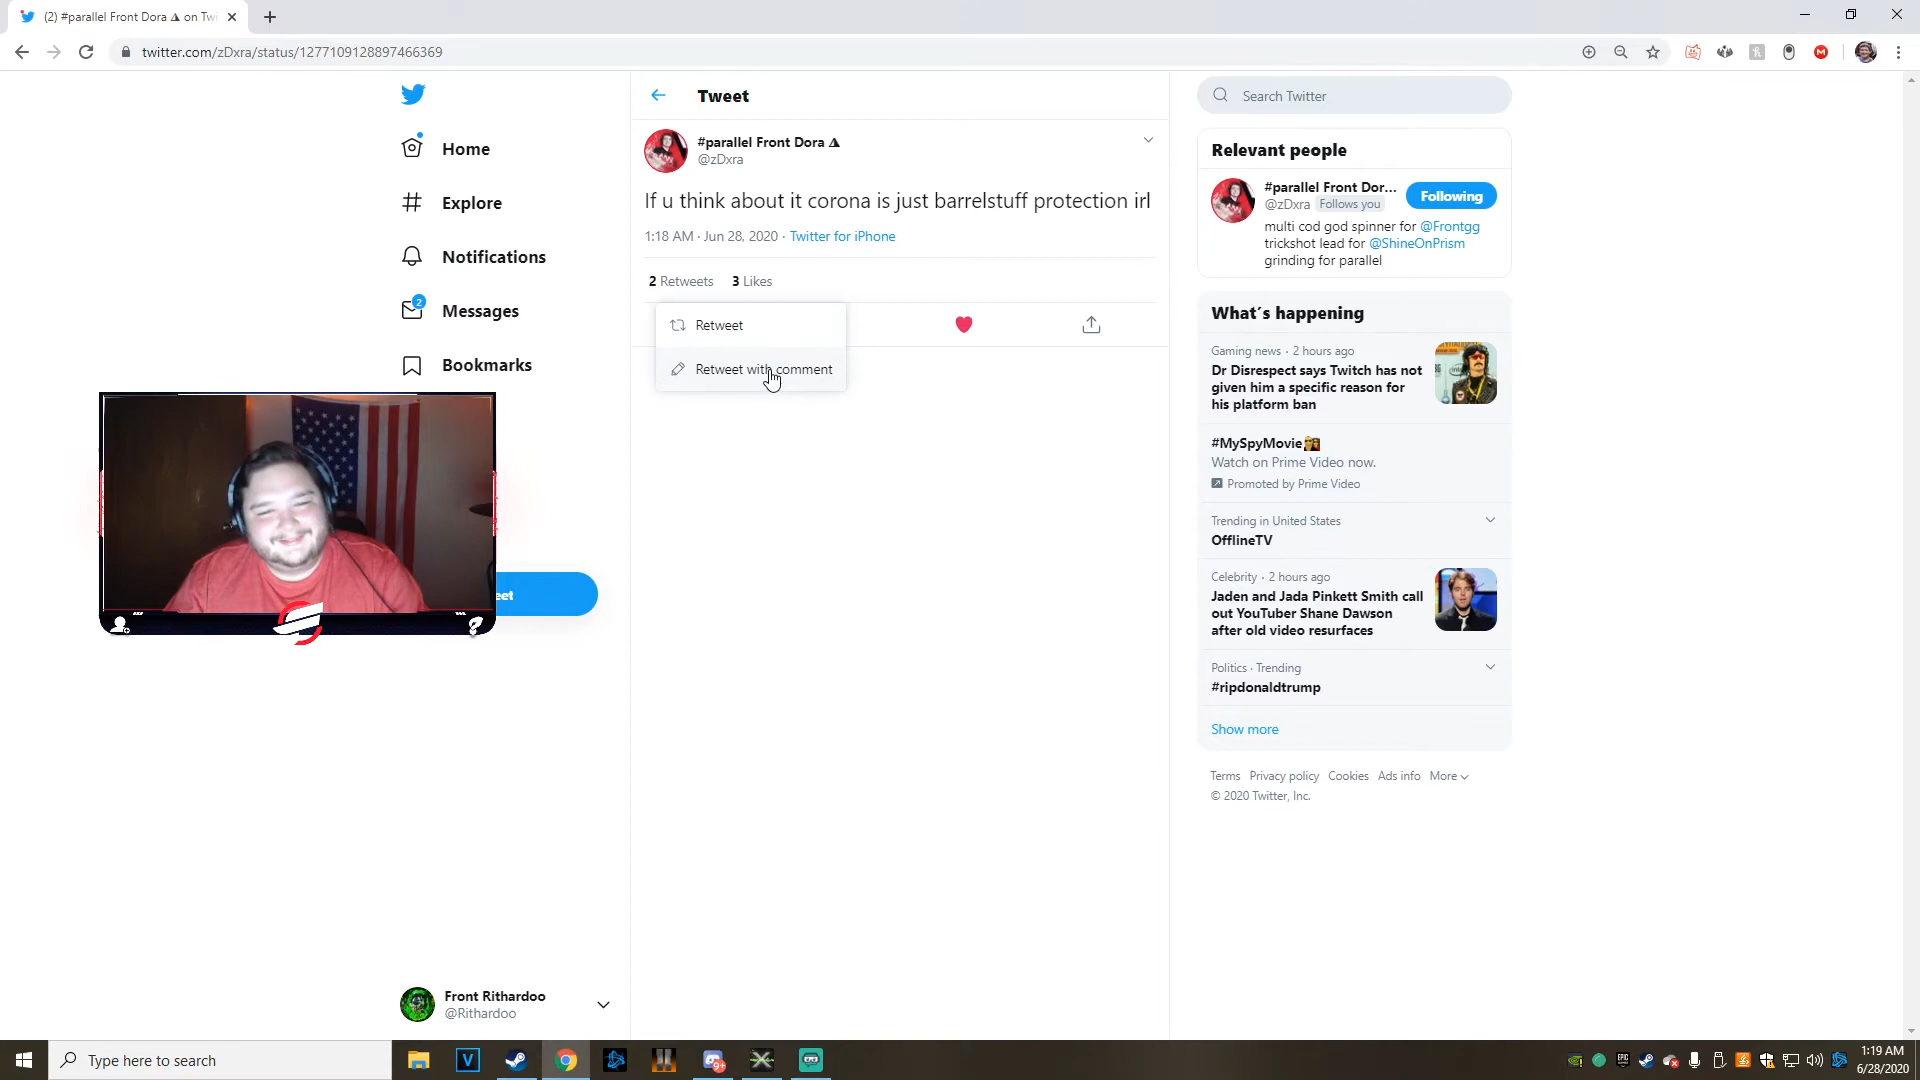 (2) #parallel Front Dora on Tw
twitter.com/zDxra/status/1277109128897466369
Home
Explore
Notifications
2
Messages
Bookmarks
eet
Front Rithardoo
@Rithardoo
Tweet
#parallel Front Dora
@zDxra
If u think about it corona is just barrelstuff protection irl
1:18 AM · Jun 28, 2020 · Twitter for iPhone
2 Retweets 3 Likes
Retweet
Retweet with comment
Search Twitter
Relevant people
#parallel Front Dor...
@zDxra Follows you
Following
multi cod god spinner for @Frontgg
trickshot lead for @ShineOnPrism
grinding for parallel
What's happening
Gaming news · 2 hours ago
Dr Disrespect says Twitch has not
given him a specific reason for
his platform ban
#MySpyMovie
Watch on Prime Video now.
Promoted by Prime Video
Trending in United States
OfflineTV
Celebrity · 2 hours ago
Jaden and Jada Pinkett Smith call
out YouTuber Shane Dawson
after old video resurfaces
Politics · Trending
#ripdonaldtrump
Show more
Terms Privacy policy Cookies Ads info More
© 2020 Twitter, Inc.
Type here to search
1:19 AM
6/28/2020